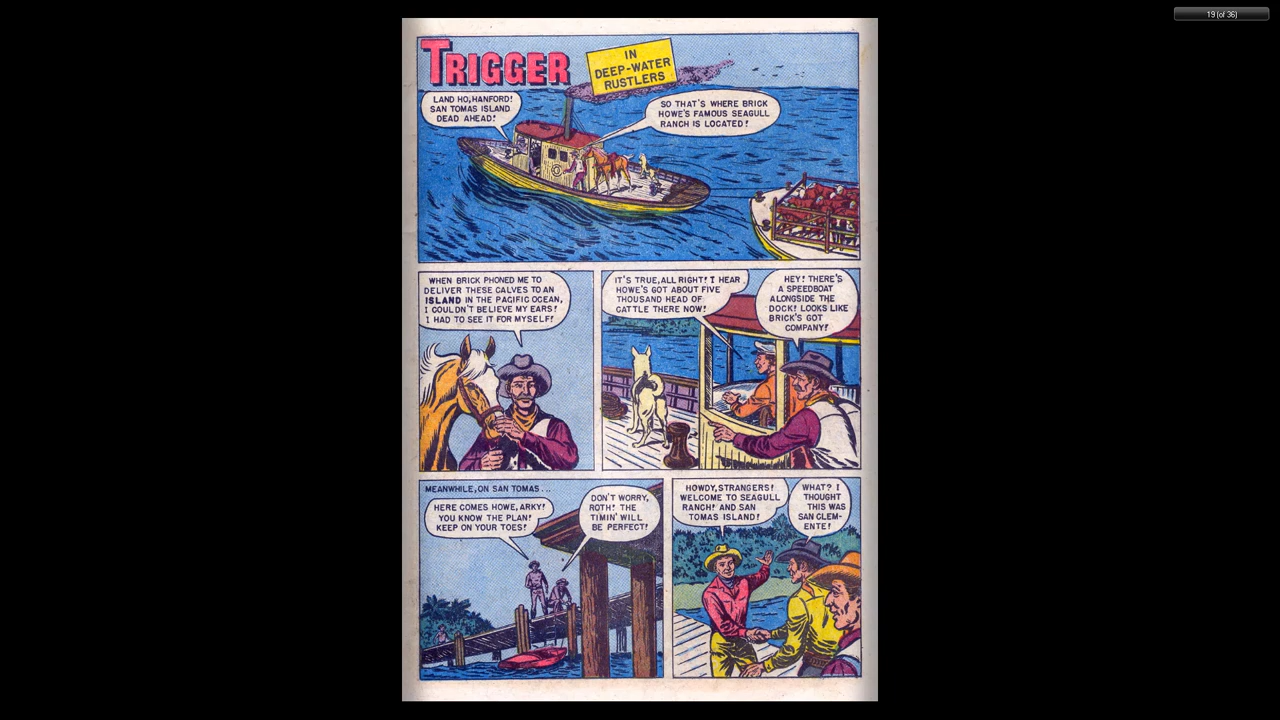 19 (of 36)
TRIGGER
IN
DEEP-WATER
RUSTLERS
LAND HO, HANFORD!
SAN TOMAS ISLAND
DEAD AHEAD!
SO THAT'S WHERE BRICK
HOWE'S FAMOUS SEAGULL
RANCH IS LOCATED!
WHEN BRICK PHONED ME TO
DELIVER THESE CALVES TO AN
ISLAND IN THE PACIFIC OCEAN,
I COULDN'T BELIEVE MY EARS!
I HAD TO SEE IT FOR MYSELF!
IT'S TRUE, ALL RIGHT! I HEAR
HOWE'S GOT ABOUT FIVE
THOUSAND HEAD OF
CATTLE THERE NOW!
HEY! THERE'S
A SPEEDBOAT
ALONGSIDE THE
DOCK! LOOKS LIKE
BRICK'S GOT
COMPANY!
MEANWHILE, ON SAN TOMAS...
HERE COMES HOWE, ARKY!
YOU KNOW THE PLAN!
KEEP ON YOUR TOES!
DON'T WORRY,
ROTH! THE
TIMIN' WILL
BE PERFECT!
HOWDY, STRANGERS!
WELCOME TO SEAGULL
RANCH! AND SAN
TOMAS ISLAND!
WHAT? I
THOUGHT
THIS WAS
SAN CLEM-
ENTE!